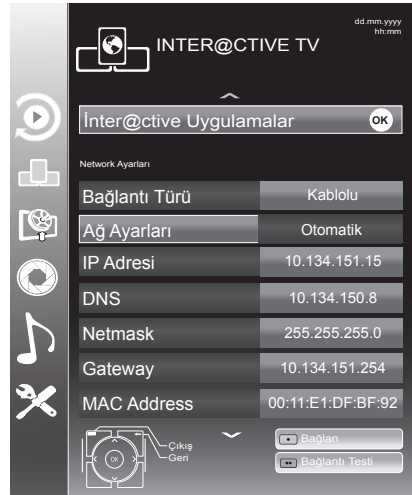 dd.mm.yyyy
hh:mm
INTER@CTIVE TV
İnter@ctive Uygulamalar OK
Network Ayarları
Bağlantı Türü Kablolu
Ağ Ayarları Otomatik
IP Adresi 10.134.151.15
DNS 10.134.150.8
Netmask 255.255.255.0
Gateway 10.134.151.254
MAC Address 00:11:E1:DF:BF:92
OK Çıkış
Geri
Bağlan
Bağlantı Testi